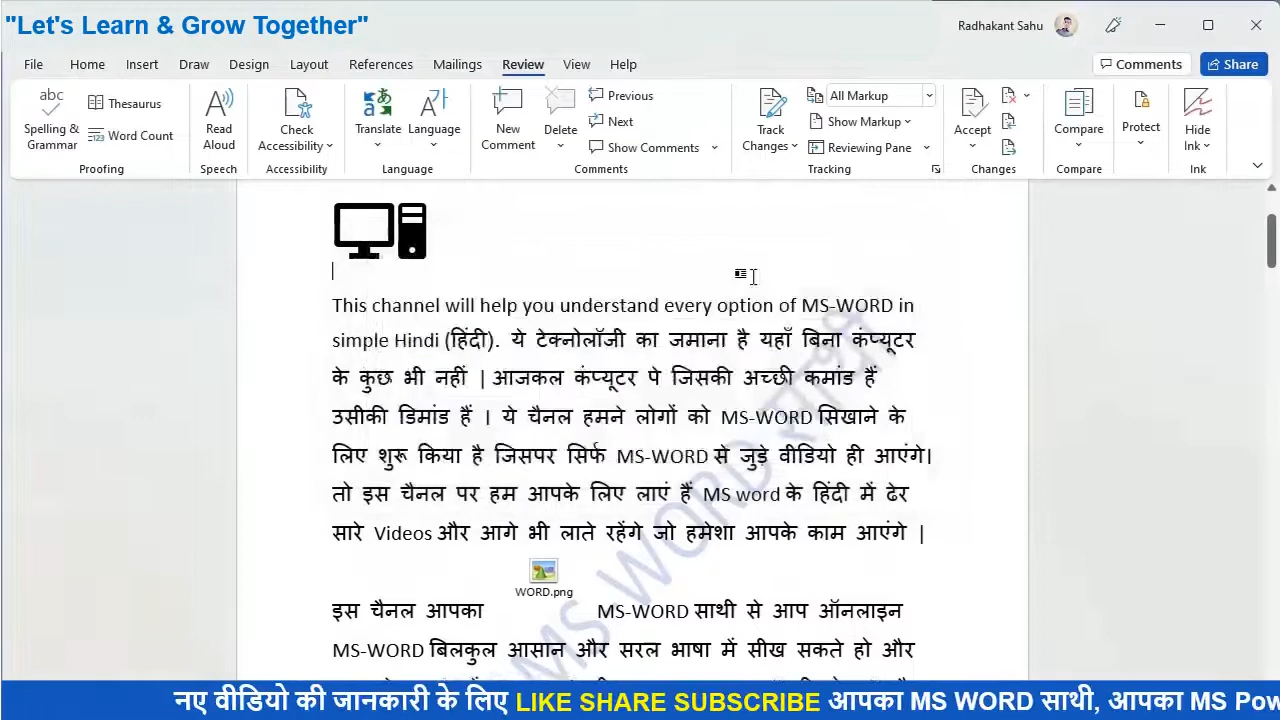 "Let's Learn & Grow Together"
Radhakant Sahu
File Home Insert Draw Design Layout References Mailings Review View Help Comments Share
abc
Spelling & Grammar
Thesaurus
Word Count
Proofing
Read Aloud
Speech
Check Accessibility
Accessibility
Translate
Language
Language
New Comment
Delete
Previous
Next
Show Comments
Comments
Track Changes
All Markup
Show Markup
Reviewing Pane
Tracking
Accept
Changes
Compare
Compare
Protect
Hide Ink
Ink
This channel will help you understand every option of MS-WORD in
simple Hindi (हिंदी). ये टेक्नोलॉजी का जमाना है यहाँ बिना कंप्यूटर
के कुछ भी नहीं | आजकल कंप्यूटर पे जिसकी अच्छी कमांड हैं
उसीकी डिमांड हैं । ये चैनल हमने लोगों को MS-WORD सिखाने के
लिए शुरू किया है जिसपर सिर्फ MS-WORD से जुड़े वीडियो ही आएंगे।
तो इस चैनल पर हम आपके लिए लाएं हैं MS word के हिंदी में ढेर
सारे Videos और आगे भी लाते रहेंगे जो हमेशा आपके काम आएंगे |
WORD.png
इस चैनल आपका MS-WORD साथी से आप ऑनलाइन
MS-WORD बिलकुल आसान और सरल भाषा में सीख सकते हो और
MS WORD साथी
नए वीडियो की जानकारी के लिए LIKE SHARE SUBSCRIBE आपका MS WORD साथी, आपका MS Pow